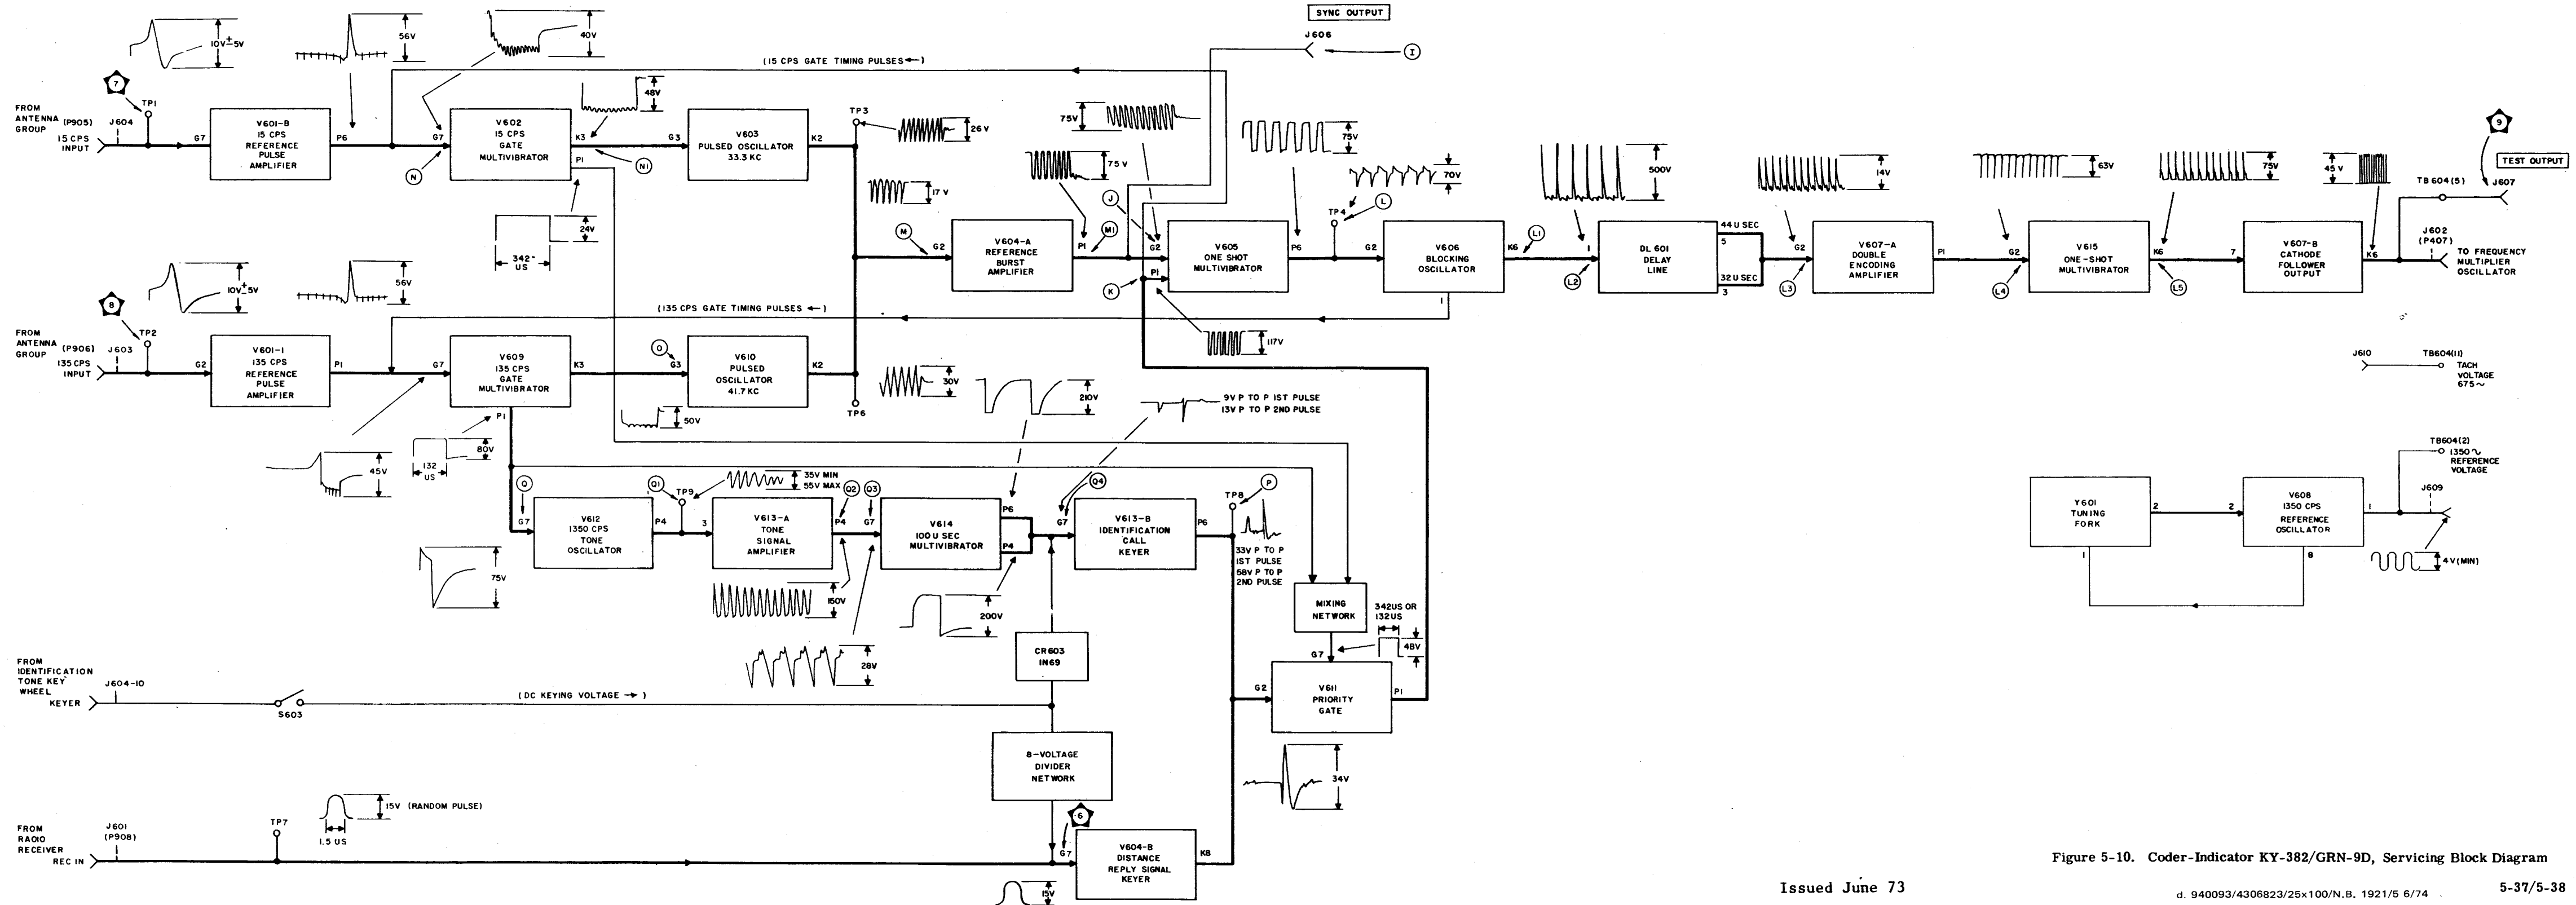 SYNC OUTPUT
J606
I
10V±5V
56V
40V
(15 CPS GATE TIMING PULSES←)
7
FROM
ANTENNA
GROUP (P905)
15 CPS
INPUT
J604
TP1
G7
V601-B
15 CPS
REFERENCE
PULSE
AMPLIFIER
P6
G7
N
V602
15 CPS
GATE
MULTIVIBRATOR
K3
P1
N1
48V
G3
V603
PULSED OSCILLATOR
33.3 KC
K2
TP3
26V
17V
24V
342
US
M
G2
V604-A
REFERENCE
BURST
AMPLIFIER
P1
M1
75V
75V
J
G2
P1
K
V605
ONE SHOT
MULTIVIBRATOR
P6
75V
70V
TP4
L
G2
V606
BLOCKING
OSCILLATOR
K6
1
L1
500V
1
L2
DL 601
DELAY
LINE
44 U SEC
5
32 U SEC
3
14V
G2
L3
V607-A
DOUBLE
ENCODING
AMPLIFIER
P1
63V
G2
L4
V615
ONE-SHOT
MULTIVIBRATOR
K6
L5
75V
7
V607-B
CATHODE
FOLLOWER
OUTPUT
K6
45V
9
TEST OUTPUT
TB 604(5)
J607
J602
(P407)
TO FREQUENCY
MULTIPLIER
OSCILLATOR
117V
10V±5V
56V
(135 CPS GATE TIMING PULSES ←)
8
FROM
ANTENNA
GROUP (P906)
135 CPS
INPUT
J603
TP2
G2
V601-1
135 CPS
REFERENCE
PULSE
AMPLIFIER
P1
G7
V609
135 CPS
GATE
MULTIVIBRATOR
K3
P1
O
G3
V610
PULSED
OSCILLATOR
41.7 KC
K2
TP6
30V
50V
45V
132
US
80V
210V
9V P TO P 1ST PULSE
13V P TO P 2ND PULSE
J610
TB604(11)
TACH
VOLTAGE
675∼
Q
G7
V612
1350 CPS
TONE
OSCILLATOR
P4
Q1
TP9
35V MIN
55V MAX
3
V613-A
TONE
SIGNAL
AMPLIFIER
P4
Q2
Q3
G7
V614
100 U SEC
MULTIVIBRATOR
P6
P4
Q4
G7
V613-B
IDENTIFICATION
CALL
KEYER
P6
TP8
P
33V P TO P
1ST PULSE
58V P TO P
2ND PULSE
75V
150V
200V
28V
MIXING
NETWORK
342US OR
132US
48V
G7
G2
V611
PRIORITY
GATE
P1
34V
CR603
IN69
Y601
TUNING
FORK
2
1
2
V608
1350 CPS
REFERENCE
OSCILLATOR
1
8
TB604(2)
1350∼
REFERENCE
VOLTAGE
J609
4V(MIN)
FROM
IDENTIFICATION
TONE KEY
WHEEL
KEYER
J604-10
S603
(DC KEYING VOLTAGE →)
8-VOLTAGE
DIVIDER
NETWORK
FROM
RADIO
RECEIVER
REC IN
J601
(P908)
TP7
15V (RANDOM PULSE)
1.5 US
6
G7
V604-B
DISTANCE
REPLY SIGNAL
KEYER
K8
15V
Figure 5-10. Coder-Indicator KY-382/GRN-9D, Servicing Block Diagram
Issued June 73
d. 940093/4306823/25x100/N.B. 1921/5 6/74
5-37/5-38